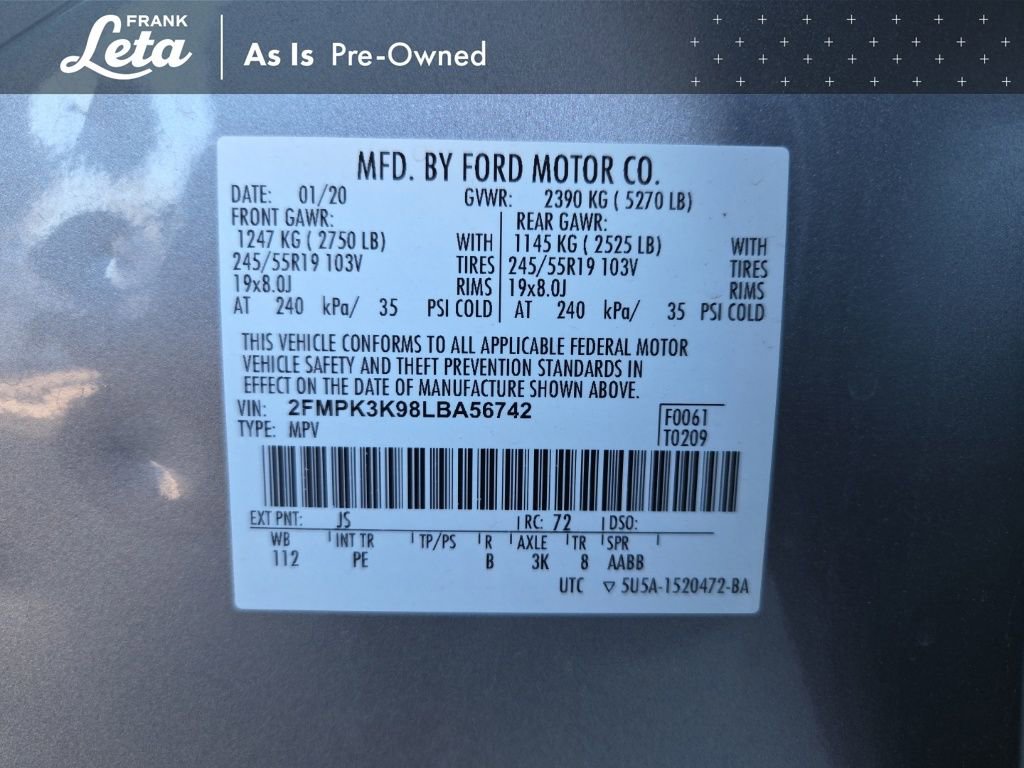 FRANK
Leta
As Is Pre-Owned
MFD. BY FORD MOTOR CO.
DATE: 01/20 GVWR: 2390 KG ( 5270 LB)
FRONT GAWR: REAR GAWR:
1247 KG ( 2750 LB) WITH 1145 KG ( 2525 LB) WITH
245/55R19 103V TIRES 245/55R19 103V TIRES
19x8.0J RIMS 19x8.0J RIMS
AT 240 kPa/ 35 PSI COLD AT 240 kPa/ 35 PSI COLD
THIS VEHICLE CONFORMS TO ALL APPLICABLE FEDERAL MOTOR
VEHICLE SAFETY AND THEFT PREVENTION STANDARDS IN
EFFECT ON THE DATE OF MANUFACTURE SHOWN ABOVE.
VIN: 2FMPK3K98LBA56742 F0061
TYPE: MPV T0209
EXT PNT: JS RC: 72 DSO:
WB INT TR TP/PS R AXLE TR SPR
112 PE B 3K 8 AABB
UTC ▽ 5U5A-1520472-BA